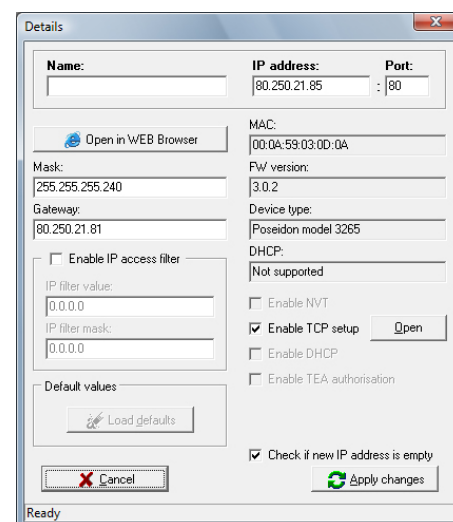 Details
Name:
IP address:
Port:
80.250.21.85 : 80
Open in WEB Browser
MAC:
00:0A:59:03:0D:0A
Mask:
255.255.255.240
FW version:
3.0.2
Gateway:
80.250.21.81
Device type:
Poseidon model 3265
DHCP:
Not supported
Enable IP access filter
IP filter value:
0.0.0.0
IP filter mask:
0.0.0.0
Enable NVT
Enable TCP setup
Open
Enable DHCP
Enable TEA authorisation
Default values
Load defaults
Check if new IP address is empty
Cancel
Apply changes
Ready